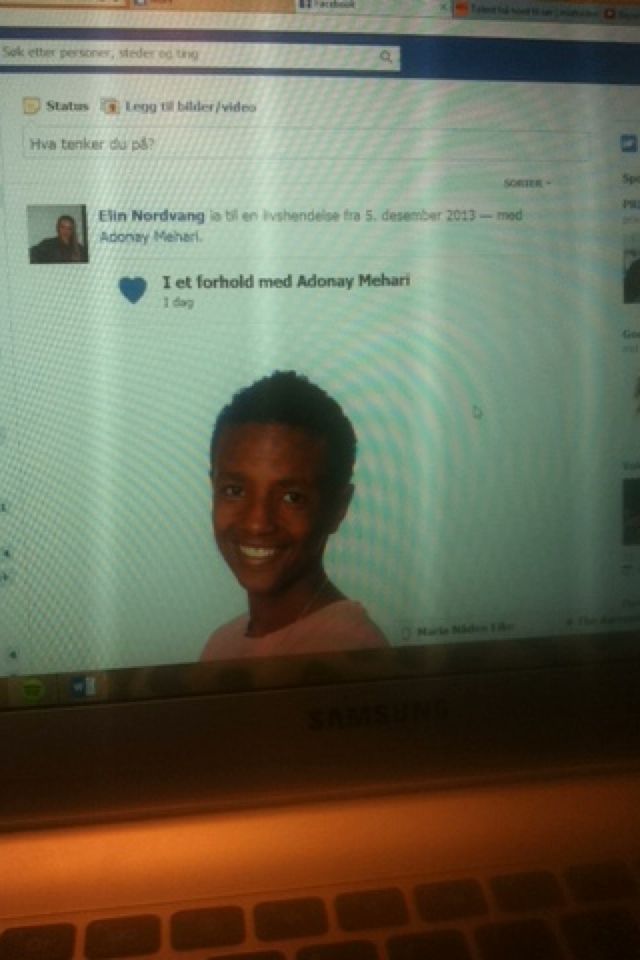 Facebook
Søk etter personer, steder og ting
Status Legg til bilder/video
Hva tenker du på?
SORTER
Elin Nordvang la til en livshendelse fra 5. desember 2013 — med
Adonay Mehari.
I et forhold med Adonay Mehari
1 dag
SAMSUNG